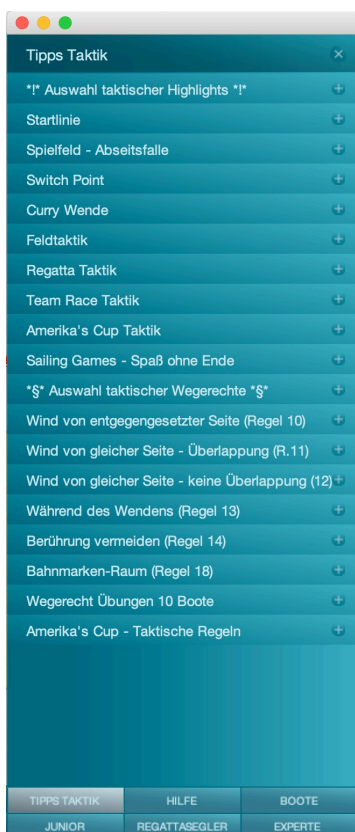 Tipps Taktik
*!* Auswahl taktischer Highlights *!*
Startlinie
Spielfeld - Abseitsfalle
Switch Point
Curry Wende
Feldtaktik
Regatta Taktik
Team Race Taktik
Amerika's Cup Taktik
Sailing Games - Spaß ohne Ende
*§* Auswahl taktischer Wegerechte *§*
Wind von entgegengesetzter Seite (Regel 10)
Wind von gleicher Seite - Überlappung (R.11)
Wind von gleicher Seite - keine Überlappung (12)
Während des Wendens (Regel 13)
Berührung vermeiden (Regel 14)
Bahnmarken-Raum (Regel 18)
Wegerecht Übungen 10 Boote
Amerika's Cup - Taktische Regeln
TIPPS TAKTIK HILFE BOOTE
JUNIOR REGATTASEGLER EXPERTE